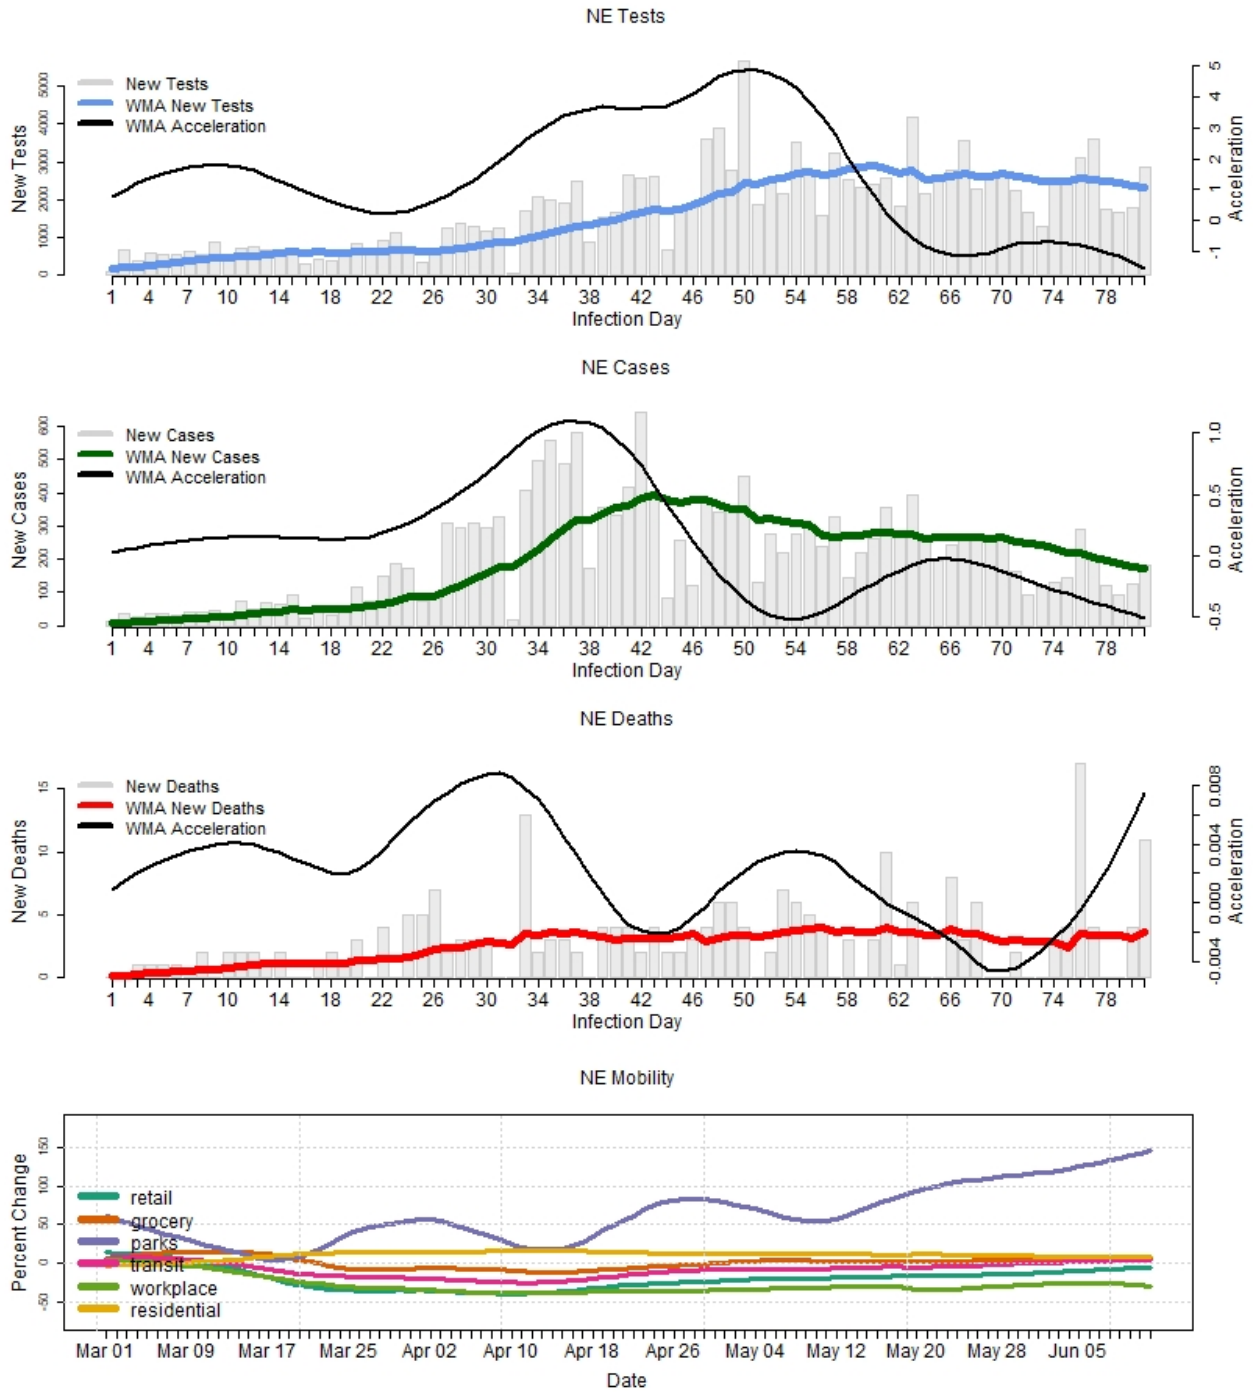 NE Tests
New Tests
WMA New Tests
WMA Acceleration
New Tests
0 1000 2000 3000 4000 5000
-1 0 1 2 3 4 5
Acceleration
1 4 7 10 14 18 22 26 30 34 38 42 46 50 54 58 62 66 70 74 78
Infection Day
NE Cases
New Cases
WMA New Cases
WMA Acceleration
New Cases
0 100 200 300 400 500 600
-0.5 0.0 0.5 1.0
Acceleration
1 4 7 10 14 18 22 26 30 34 38 42 46 50 54 58 62 66 70 74 78
Infection Day
NE Deaths
New Deaths
WMA New Deaths
WMA Acceleration
New Deaths
0 5 10 15
-0.004 0.000 0.004 0.008
Acceleration
1 4 7 10 14 18 22 26 30 34 38 42 46 50 54 58 62 66 70 74 78
Infection Day
NE Mobility
Percent Change
-50 0 50 100 150
retail
grocery
parks
transit
workplace
residential
Mar 01 Mar 09 Mar 17 Mar 25 Apr 02 Apr 10 Apr 18 Apr 26 May 04 May 12 May 20 May 28 Jun 05
Date